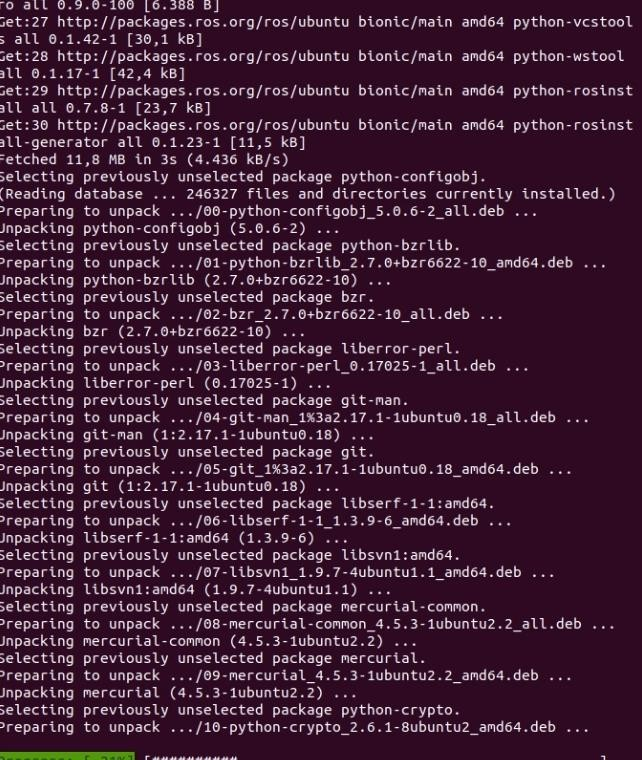 ro all 0.9.0-100 [6.388 B]
Get:27 http://packages.ros.org/ros/ubuntu bionic/main amd64 python-vcstool
s all 0.1.42-1 [30,1 kB]
Get:28 http://packages.ros.org/ros/ubuntu bionic/main amd64 python-wstool
all 0.1.17-1 [42,4 kB]
Get:29 http://packages.ros.org/ros/ubuntu bionic/main amd64 python-rosinst
all all 0.7.8-1 [23,7 kB]
Get:30 http://packages.ros.org/ros/ubuntu bionic/main amd64 python-rosinst
all-generator all 0.1.23-1 [11,5 kB]
Fetched 11,8 MB in 3s (4.436 kB/s)
Selecting previously unselected package python-configobj.
(Reading database ... 246327 files and directories currently installed.)
Preparing to unpack .../00-python-configobj_5.0.6-2_all.deb ...
Unpacking python-configobj (5.0.6-2) ...
Selecting previously unselected package python-bzrlib.
Preparing to unpack .../01-python-bzrlib_2.7.0+bzr6622-10_amd64.deb ...
Unpacking python-bzrlib (2.7.0+bzr6622-10) ...
Selecting previously unselected package bzr.
Preparing to unpack .../02-bzr_2.7.0+bzr6622-10_all.deb ...
Unpacking bzr (2.7.0+bzr6622-10) ...
Selecting previously unselected package liberror-perl.
Preparing to unpack .../03-liberror-perl_0.17025-1_all.deb ...
Unpacking liberror-perl (0.17025-1) ...
Selecting previously unselected package git-man.
Preparing to unpack .../04-git-man_1%3a2.17.1-1ubuntu0.18_all.deb ...
Unpacking git-man (1:2.17.1-1ubuntu0.18) ...
Selecting previously unselected package git.
Preparing to unpack .../05-git_1%3a2.17.1-1ubuntu0.18_amd64.deb ...
Unpacking git (1:2.17.1-1ubuntu0.18) ...
Selecting previously unselected package libserf-1-1:amd64.
Preparing to unpack .../06-libserf-1-1_1.3.9-6_amd64.deb ...
Unpacking libserf-1-1:amd64 (1.3.9-6) ...
Selecting previously unselected package libsvn1:amd64.
Preparing to unpack .../07-libsvn1_1.9.7-4ubuntu1.1_amd64.deb ...
Unpacking libsvn1:amd64 (1.9.7-4ubuntu1.1) ...
Selecting previously unselected package mercurial-common.
Preparing to unpack .../08-mercurial-common_4.5.3-1ubuntu2.2_all.deb ...
Unpacking mercurial-common (4.5.3-1ubuntu2.2) ...
Selecting previously unselected package mercurial.
Preparing to unpack .../09-mercurial_4.5.3-1ubuntu2.2_amd64.deb ...
Unpacking mercurial (4.5.3-1ubuntu2.2) ...
Selecting previously unselected package python-crypto.
Preparing to unpack .../10-python-crypto_2.6.1-8ubuntu2_amd64.deb ...
Progress: [ 21%] [##########